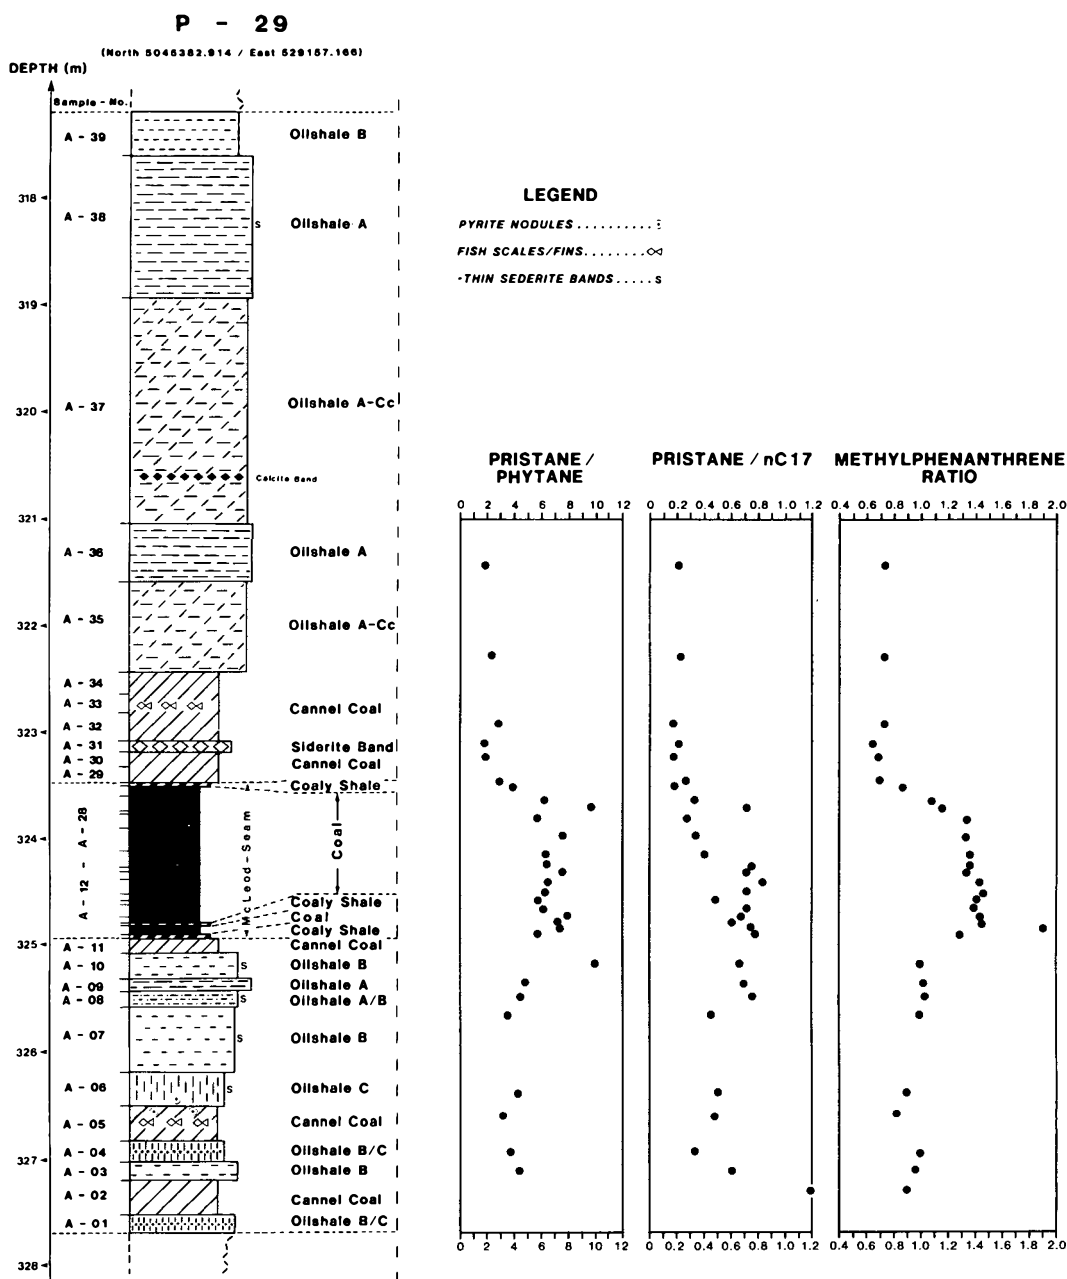 P - 29
(North 5045382.914 / East 529157.166)
DEPTH (m)
Sample - No.
A - 39 Oilshale B
318
A - 38 S Oilshale A
319
A - 37 Oilshale A-Cc
320
Calcite Band
321
A - 36 Oilshale A
A - 35 Oilshale A-Cc
322
A - 34
A - 33 Cannel Coal
A - 32
323
A - 31 Siderite Band
A - 30 Cannel Coal
A - 29
Coaly Shale
324
A - 12 - A - 28
McLeod-Seam
Coal
Coaly Shale
Coal
Coaly Shale
325
A - 11 Cannel Coal
A - 10 S Oilshale B
A - 09 Oilshale A
A - 08 S Oilshale A/B
A - 07 S Oilshale B
326
A - 06 S Oilshale C
A - 05 Cannel Coal
A - 04 Oilshale B/C
327
A - 03 Oilshale B
A - 02 Cannel Coal
A - 01 Oilshale B/C
328
LEGEND
PYRITE NODULES
FISH SCALES/FINS
-THIN SEDERITE BANDS ..... S
PRISTANE /
PHYTANE
0 2 4 6 8 10 12
0 2 4 6 8 10 12
PRISTANE / nC17
0 0.2 0.4 0.6 0.8 1.0 1.2
0 0.2 0.4 0.6 0.8 1.0 1.2
METHYLPHENANTHRENE
RATIO
0.4 0.6 0.8 1.0 1.2 1.4 1.6 1.8 2.0
0.4 0.6 0.8 1.0 1.2 1.4 1.6 1.8 2.0